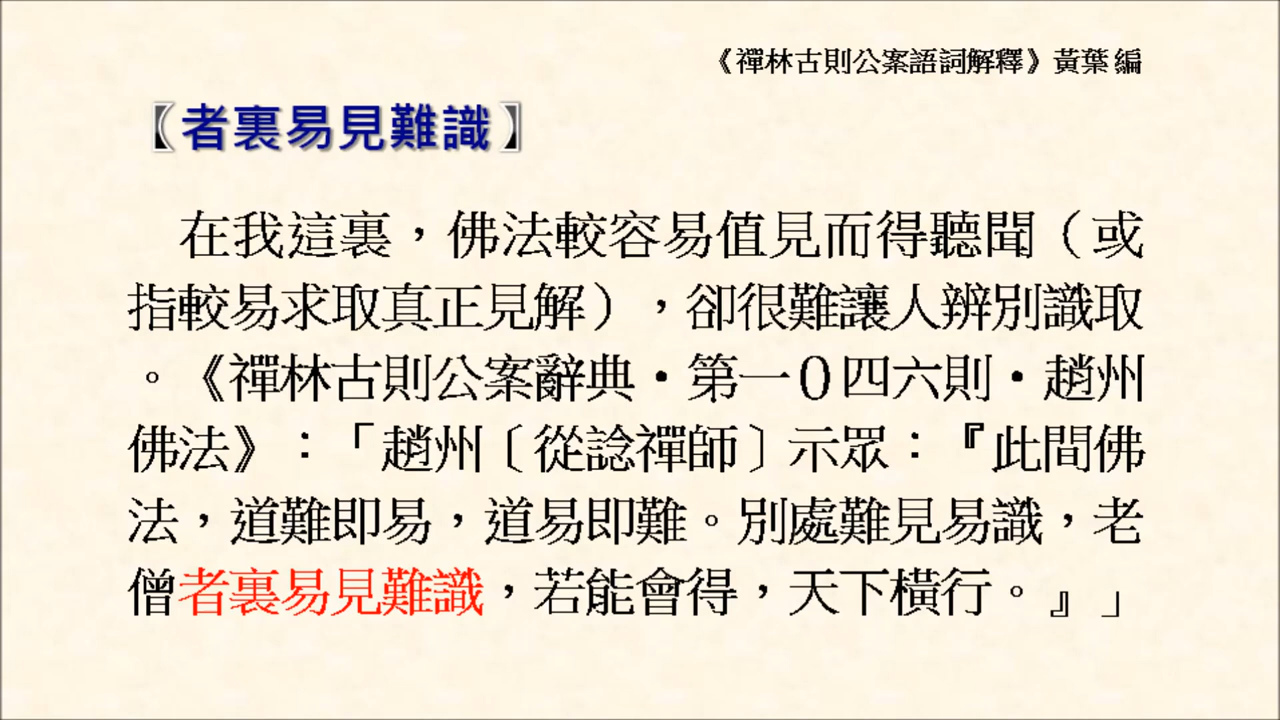 《禪林古則公案語詞解釋》黃葉編
〖者裏易見難識〗
在我這裏，佛法較容易值見而得聽聞（或
指較易求取真正見解），卻很難讓人辨別識取
。《禪林古則公案辭典·第一０四六則·趙州
佛法》：「趙州〔從諗禪師〕示眾：『此間佛
法，道難即易，道易即難。別處難見易識，老
僧者裏易見難識，若能會得，天下橫行。』」